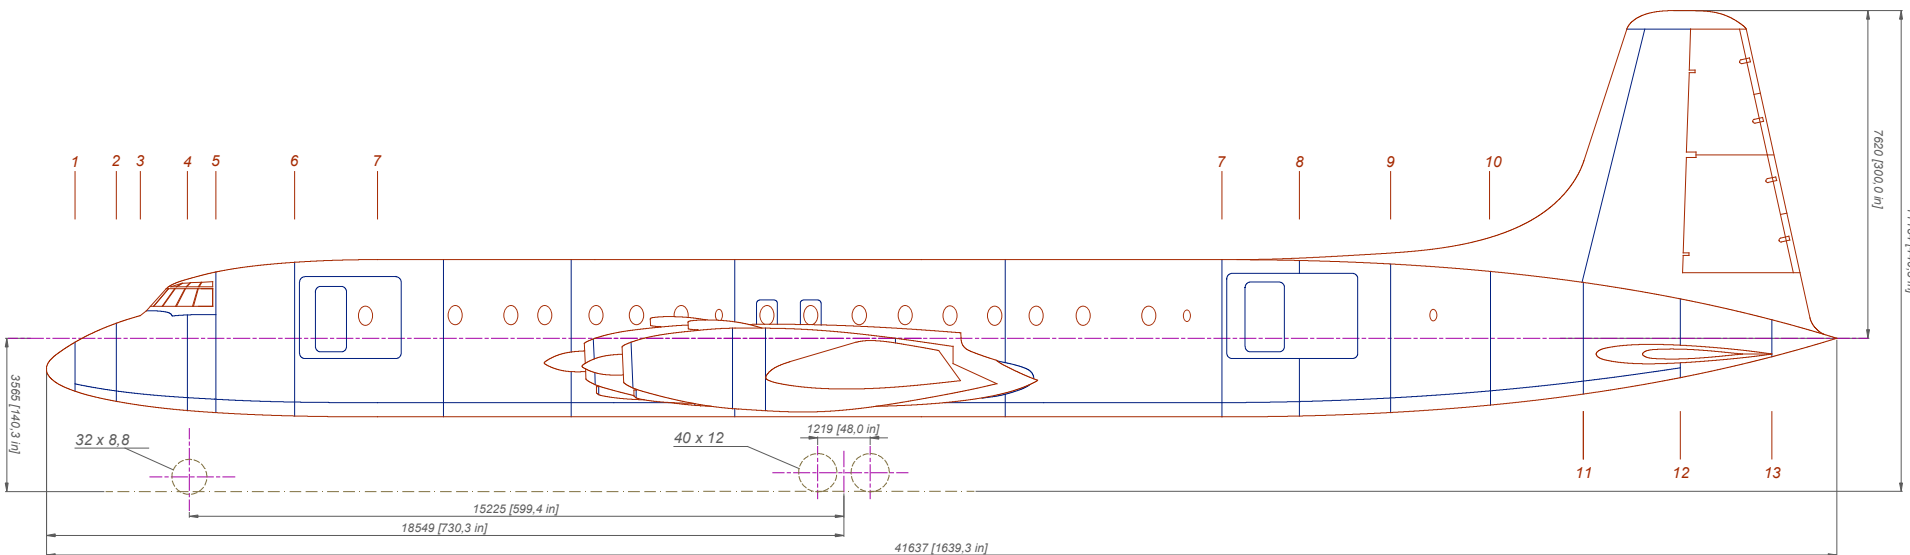 1 2 3 4 5 6 7 7 8 9 10
7620 [300,0 in]
3565 [140,3 in]
32 x 8,8
40 x 12
1219 [48,0 in]
11 12 13
15225 [599,4 in]
18549 [730,3 in]
41637 [1639,3 in]